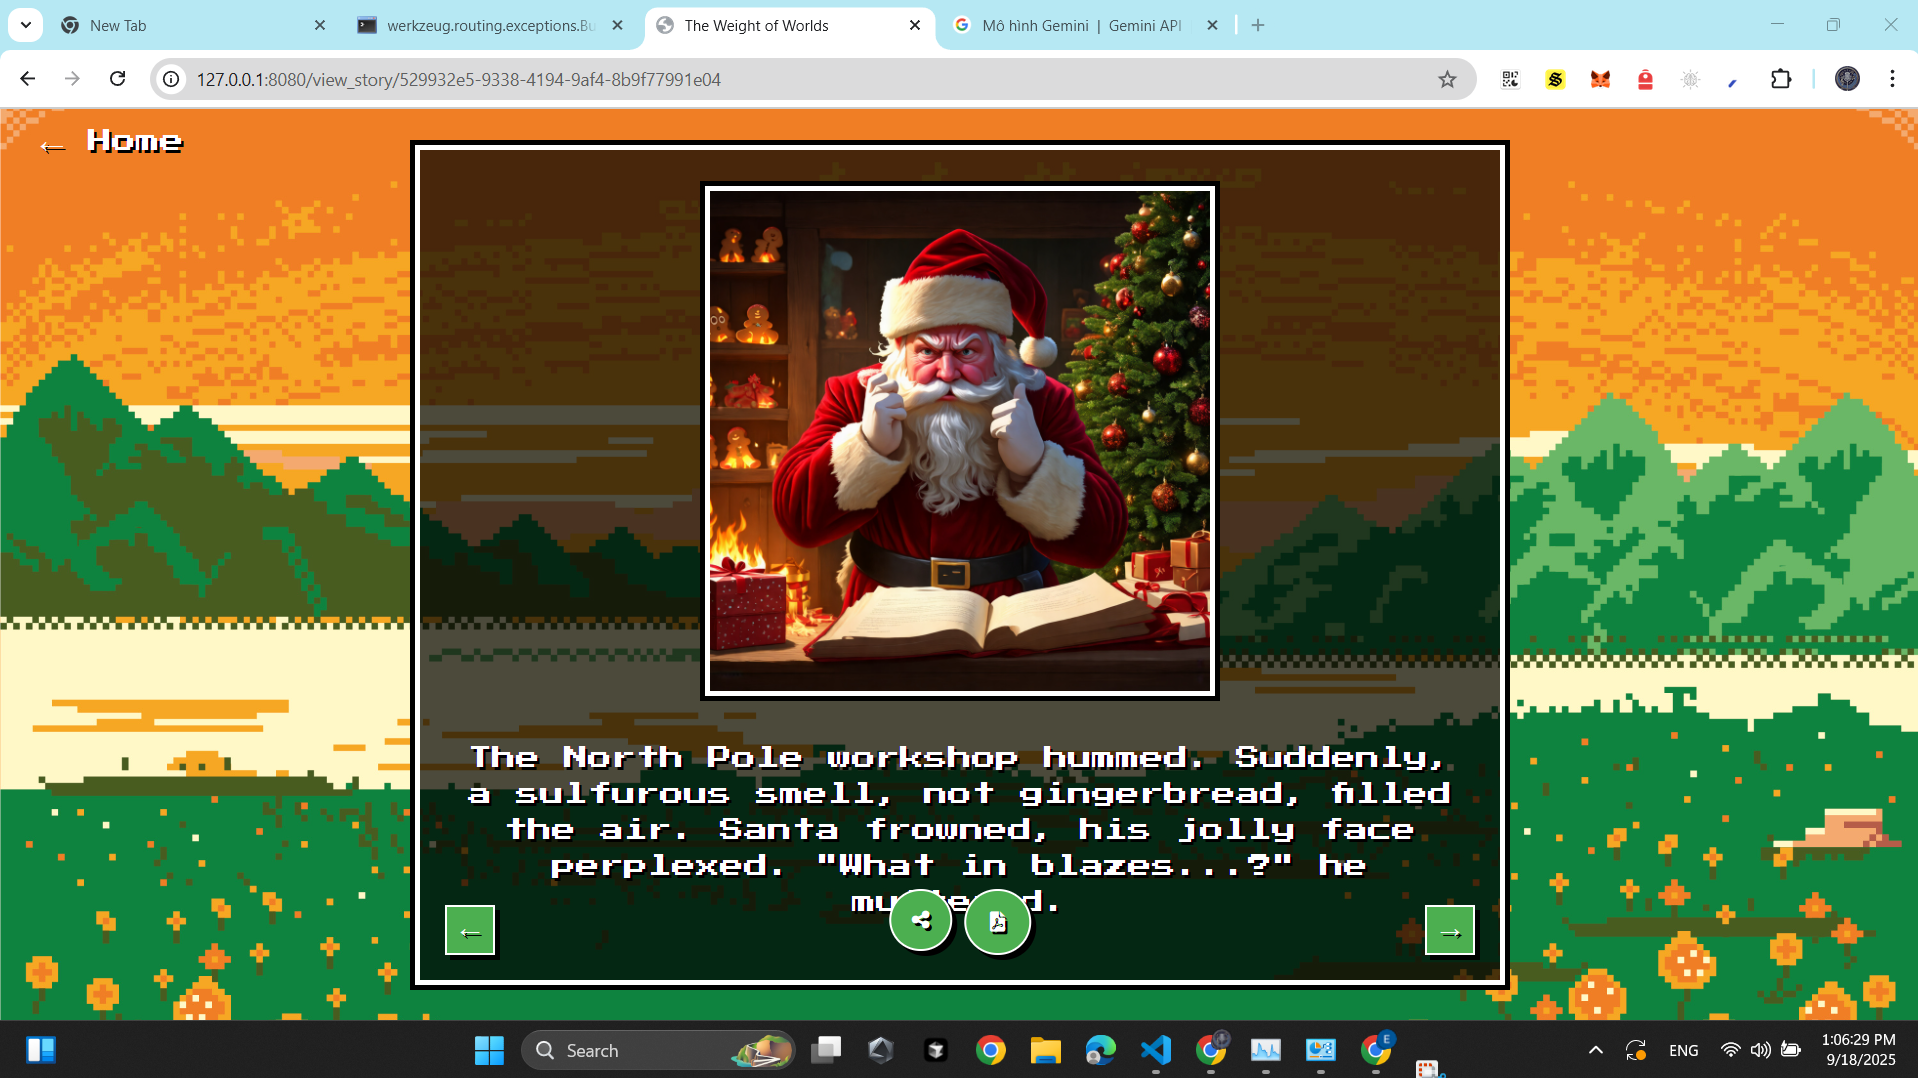 New Tab
werkzeug.routing.exceptions.Bu
The Weight of Worlds
Mô hình Gemini | Gemini API
127.0.0.1:8080/view_story/529932e5-9338-4194-9af4-8b9f77991e04
← Home
The North Pole workshop hummed. Suddenly,
a sulfurous smell, not gingerbread, filled
the air. Santa frowned, his jolly face
perplexed. "What in blazes...?" he
Search
ENG
1:06:29 PM
9/18/2025